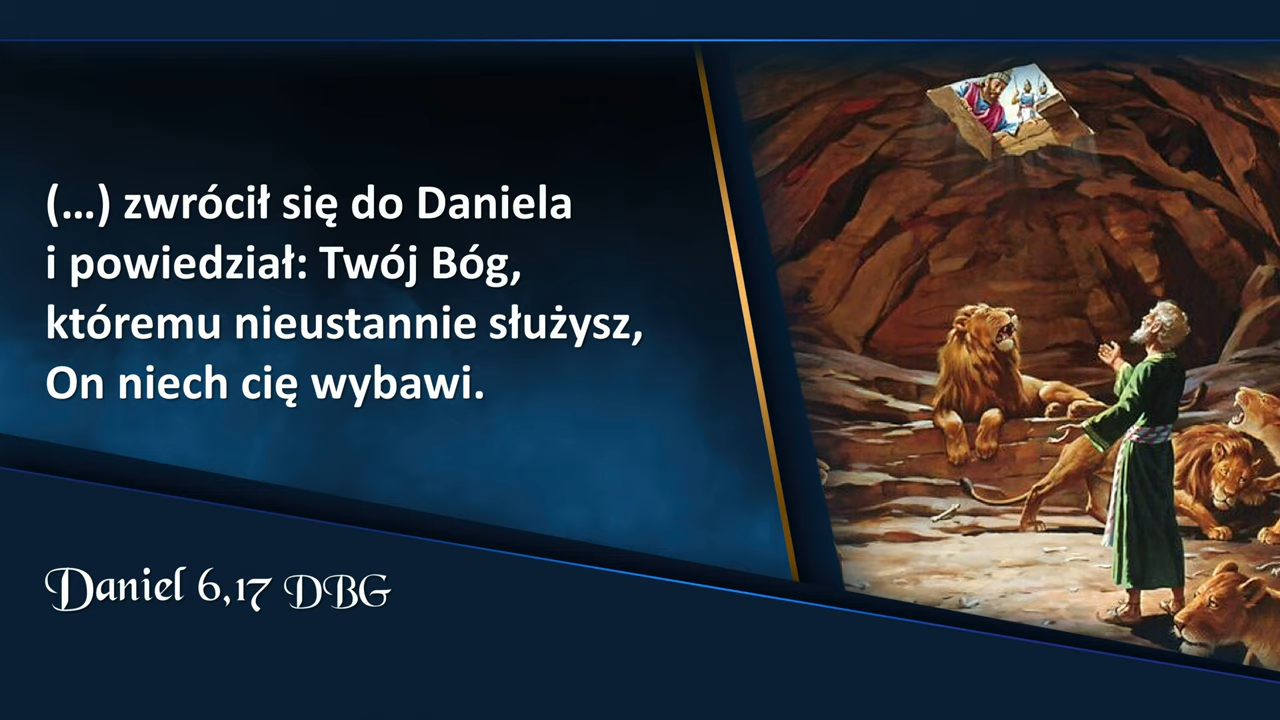 (...) zwrócił się do Daniela
i powiedział: Twój Bóg,
któremu nieustannie służysz,
On niech cię wybawi.
Daniel 6,17 DBG